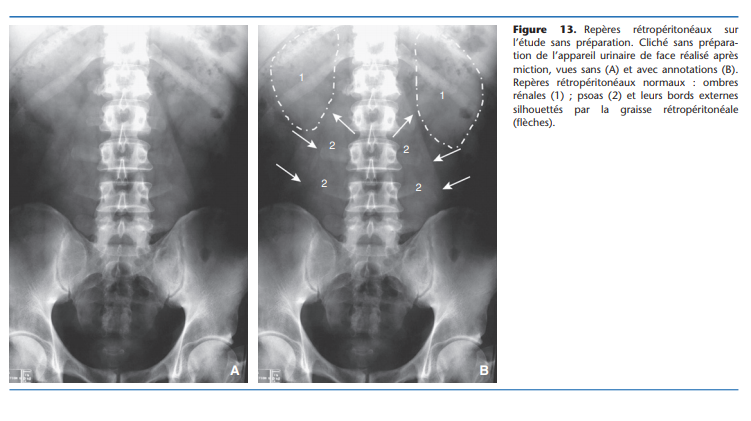 Figure 13. Repères rétropéritonéaux sur
l'étude sans préparation. Cliché sans prépara-
tion de l'appareil urinaire de face réalisé après
miction, vues sans (A) et avec annotations (B).
Repères rétropéritonéaux normaux : ombres
rénales (1) ; psoas (2) et leurs bords externes
silhouettés par la graisse rétropéritonéale
(flèches).
1
1
2
2
2
2
A
B